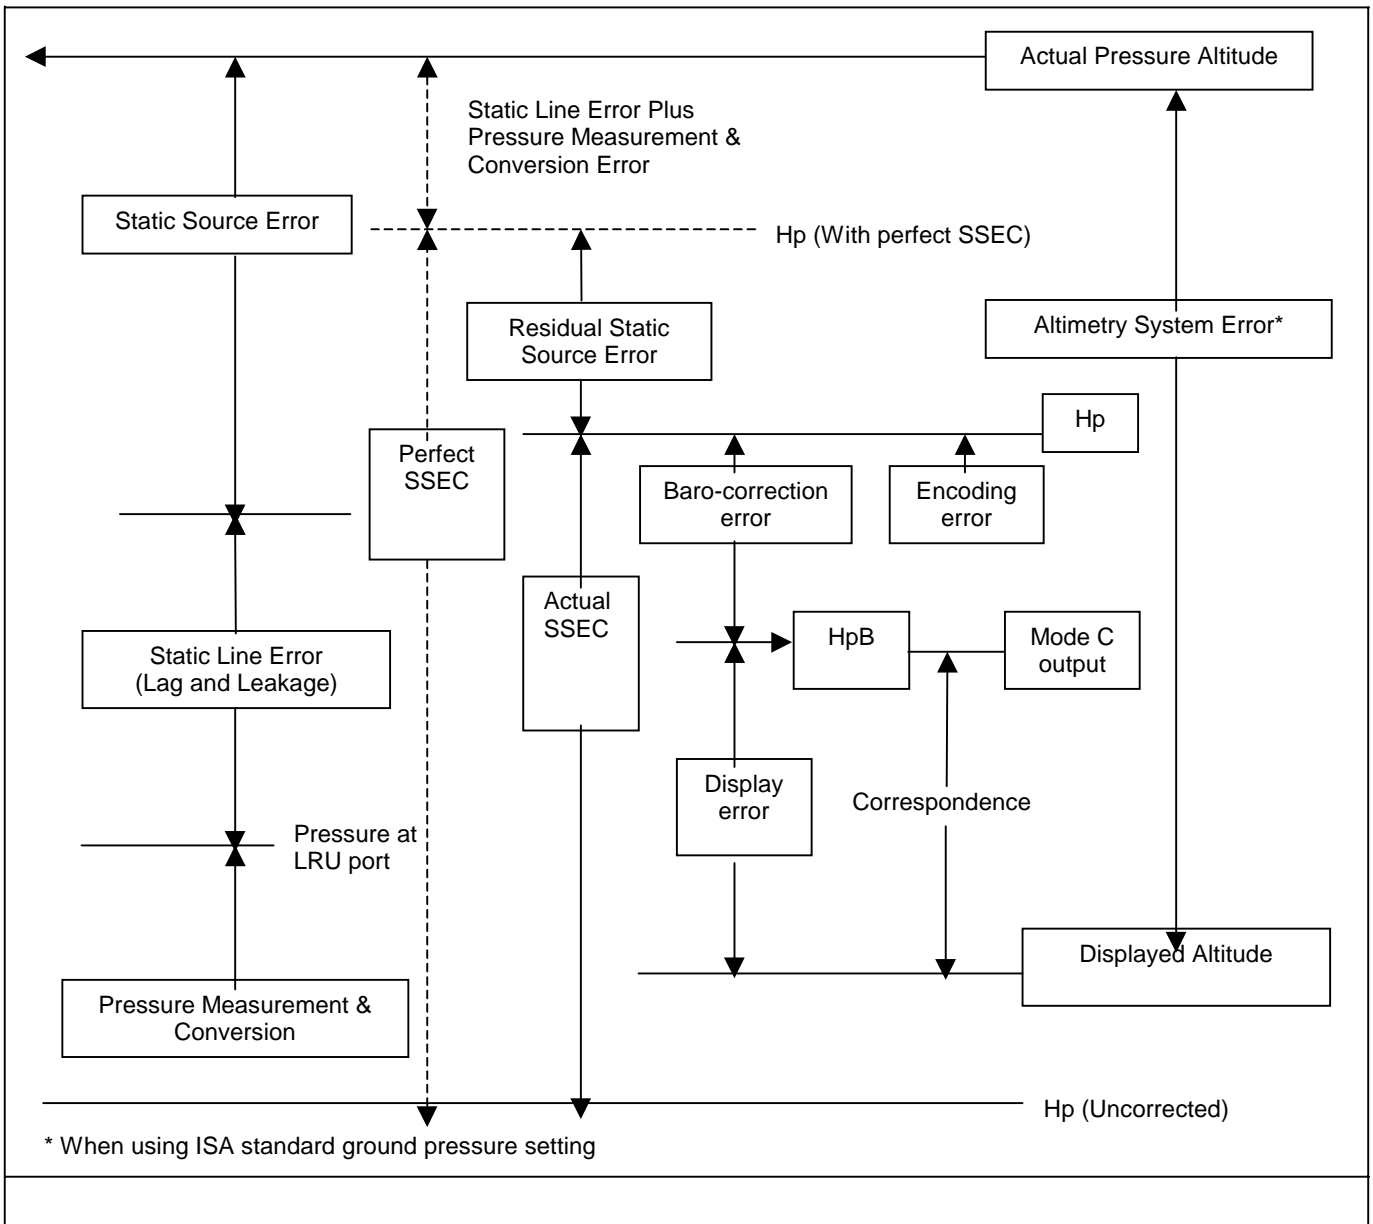 Actual Pressure Altitude
Static Line Error Plus
Pressure Measurement &
Conversion Error
Static Source Error
Hp (With perfect SSEC)
Residual Static
Source Error
Altimetry System Error*
Hp
Perfect
SSEC
Baro-correction
error
Encoding
error
Actual
SSEC
HpB
Mode C
output
Static Line Error
(Lag and Leakage)
Display
error
Correspondence
Pressure at
LRU port
Displayed Altitude
Pressure Measurement &
Conversion
Hp (Uncorrected)
* When using ISA standard ground pressure setting